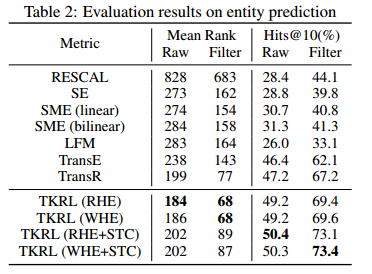 Table 2: Evaluation results on entity prediction
Metric Mean Rank Hits@10(%)
Raw Filter Raw Filter
RESCAL 828 683 28.4 44.1
SE 273 162 28.8 39.8
SME (linear) 274 154 30.7 40.8
SME (bilinear) 284 158 31.3 41.3
LFM 283 164 26.0 33.1
TransE 238 143 46.4 62.1
TransR 199 77 47.2 67.2
TKRL (RHE) 184 68 49.2 69.4
TKRL (WHE) 186 68 49.2 69.6
TKRL (RHE+STC) 202 89 50.4 73.1
TKRL (WHE+STC) 202 87 50.3 73.4